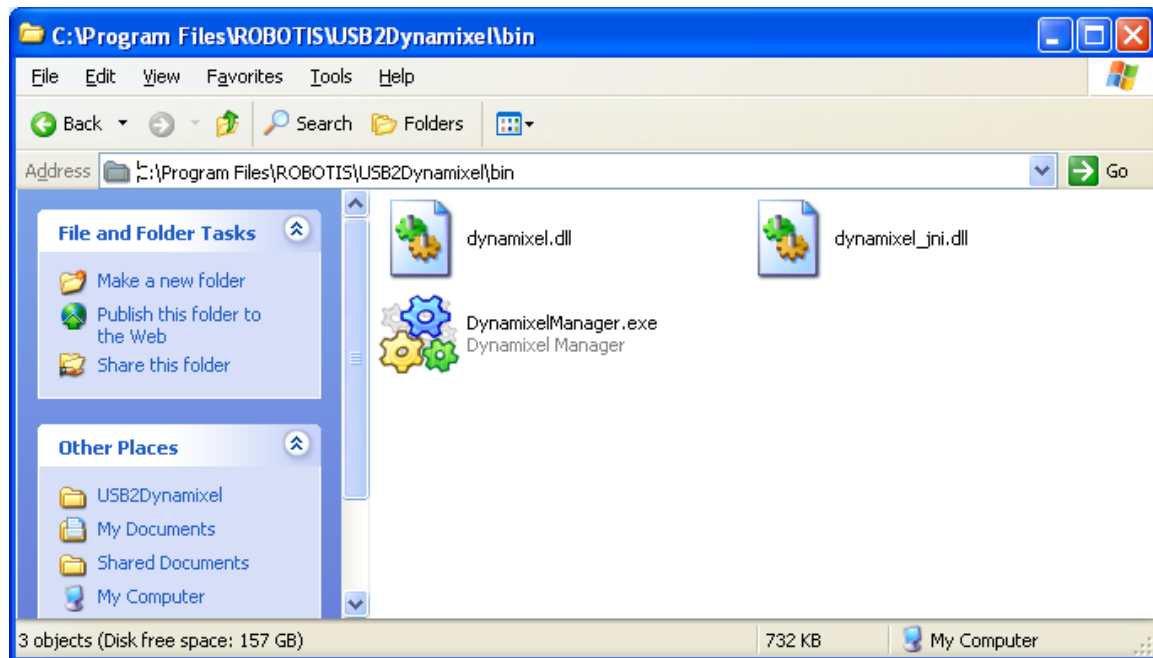 C:\Program Files\ROBOTIS\USB2Dynamixel\bin
File Edit View Favorites Tools Help
Back Search Folders
Address C:\Program Files\ROBOTIS\USB2Dynamixel\bin Go
File and Folder Tasks
Make a new folder
Publish this folder to
the Web
Share this folder
Other Places
USB2Dynamixel
My Documents
Shared Documents
My Computer
dynamixel.dll
dynamixel_jni.dll
DynamixelManager.exe
Dynamixel Manager
3 objects (Disk free space: 157 GB) 732 KB My Computer